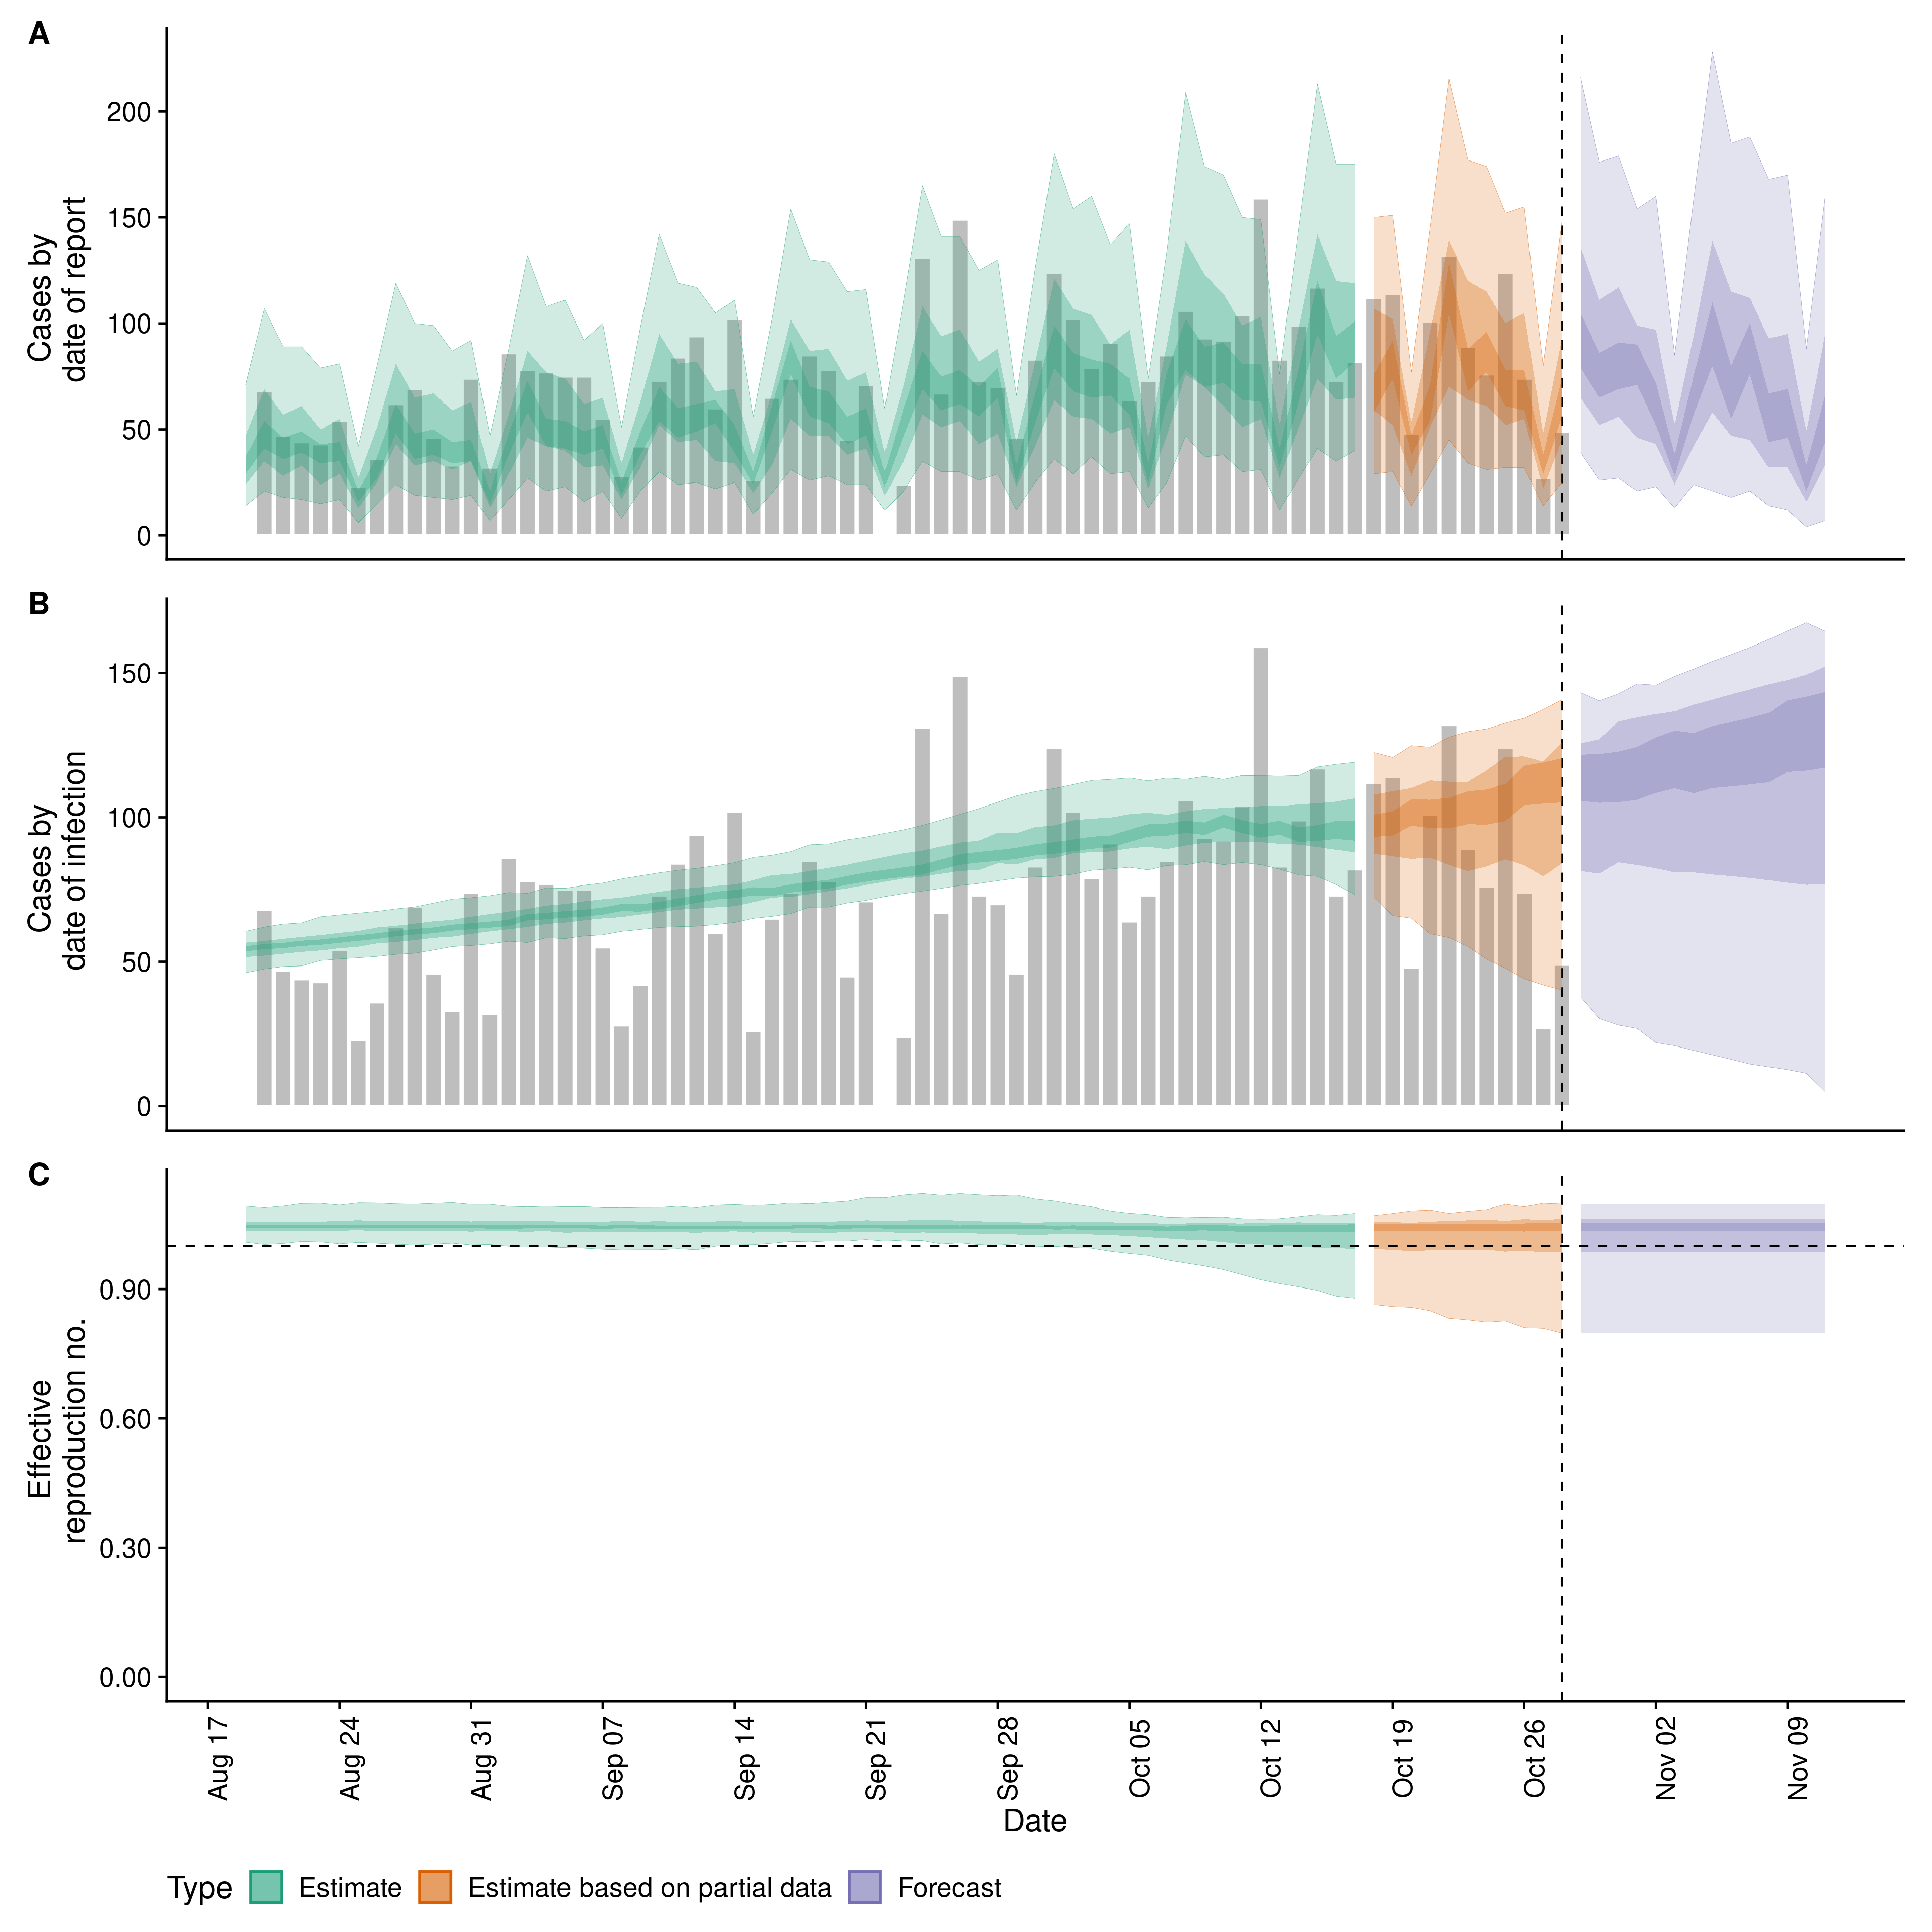 A
Cases by
date of report
200
150
100
50
0
B
Cases by
date of infection
150
100
50
0
C
Effective
reproduction no.
0.90
0.60
0.30
0.00
Aug 17
Aug 24
Aug 31
Sep 07
Sep 14
Sep 21
Sep 28
Oct 05
Oct 12
Oct 19
Oct 26
Nov 02
Nov 09
Date
Type Estimate Estimate based on partial data Forecast